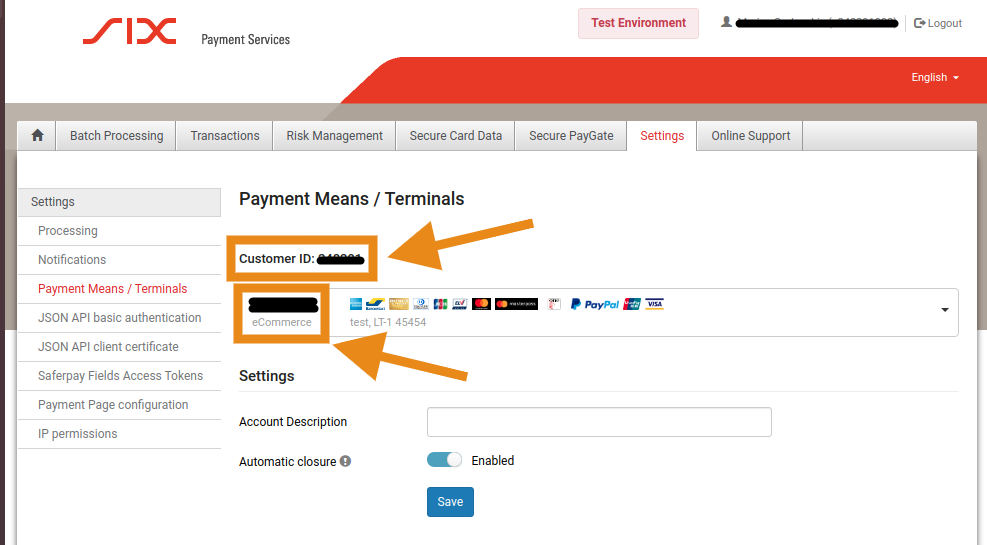 SIX
Payment Services
Test Environment
Logout
English
Batch Processing
Transactions
Risk Management
Secure Card Data
Secure PayGate
Settings
Online Support
Settings
Processing
Notifications
Payment Means / Terminals
JSON API basic authentication
JSON API client certificate
Saferpay Fields Access Tokens
Payment Page configuration
IP permissions
Payment Means / Terminals
Customer ID:
eCommerce
masterpass PayPal VISA
test, LT-1 45454
Settings
Account Description
Automatic closure
Enabled
Save